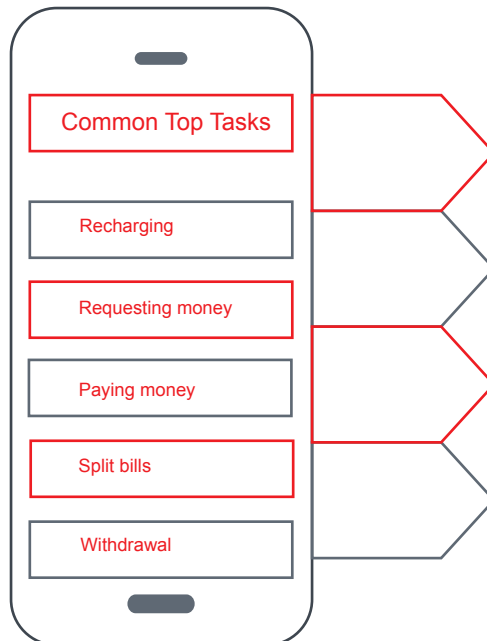 Common Top Tasks
Recharging
Requesting money
Paying money
Split bills
Withdrawal